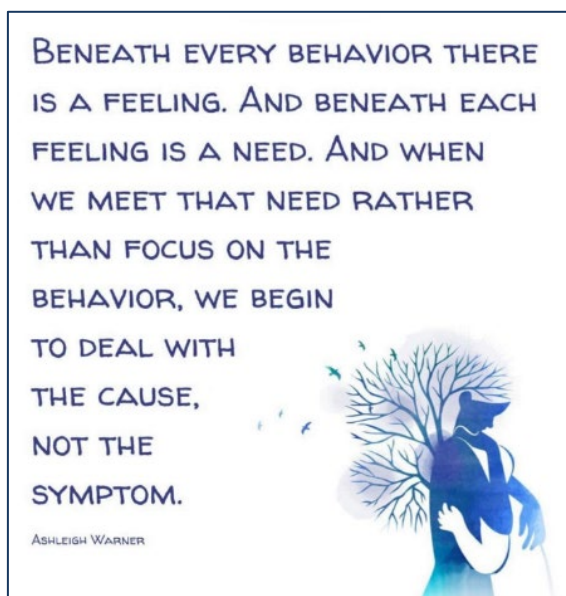 BENEATH EVERY BEHAVIOR THERE
IS A FEELING. AND BENEATH EACH
FEELING IS A NEED. AND WHEN
WE MEET THAT NEED RATHER
THAN FOCUS ON THE
BEHAVIOR, WE BEGIN
TO DEAL WITH
THE CAUSE,
NOT THE
SYMPTOM.
ASHLEIGH WARNER